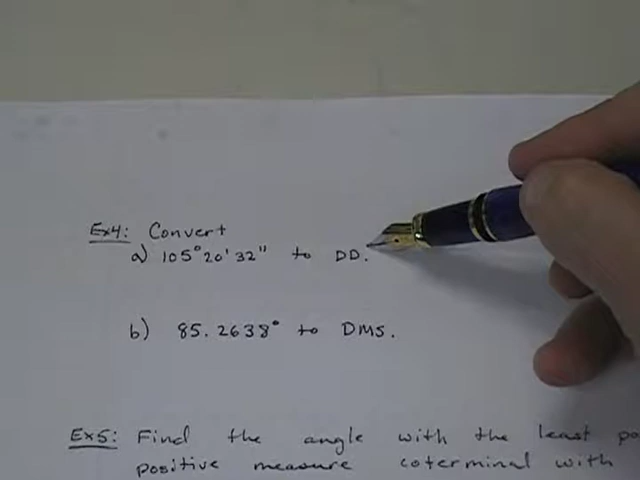 Ex4: Convert
a) 105°20'32" to DD.
b) 85.2638° to DMS.
Ex5: Find the angle with the least
positive measure coterminal with